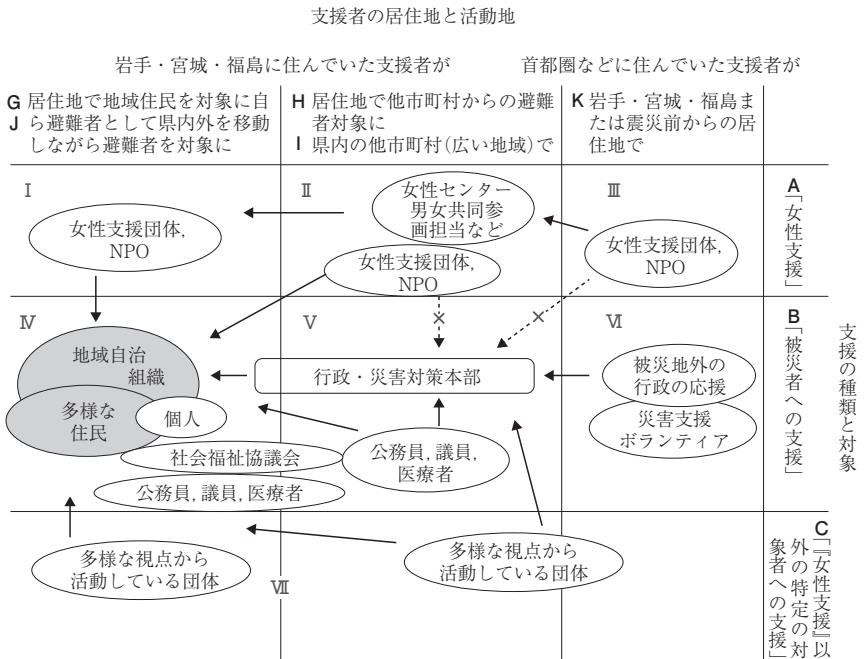 支援者の居住地と活動地
岩手・宮城・福島に住んでいた支援者が
首都圏などに住んでいた支援者が
G 居住地で地域住民を対象に自
J ら避難者として県内外を移動
しながら避難者を対象に
H 居住地で他市町村からの避難
者対象に
I 県内の他市町村(広い地域)で
K 岩手・宮城・福島ま
たは震災前からの居
住地で
Ⅰ
女性支援団体,
NPO
Ⅱ
女性センター
男女共同参
画担当など
女性支援団体,
NPO
Ⅲ
女性支援団体,
NPO
A
「女性支援」
Ⅳ
地域自治
組織
多様な
住民
個人
社会福祉協議会
公務員,議員,医療者
Ⅴ
×
×
行政・災害対策本部
公務員,議員,
医療者
Ⅵ
被災地外の
行政の応援
災害支援
ボランティア
B
「被災者への支援」
支援の種類と対象
多様な視点から
活動している団体
Ⅶ
多様な視点から
活動している団体
C
「『女性支援』以
外の特定の対
象者への支援」